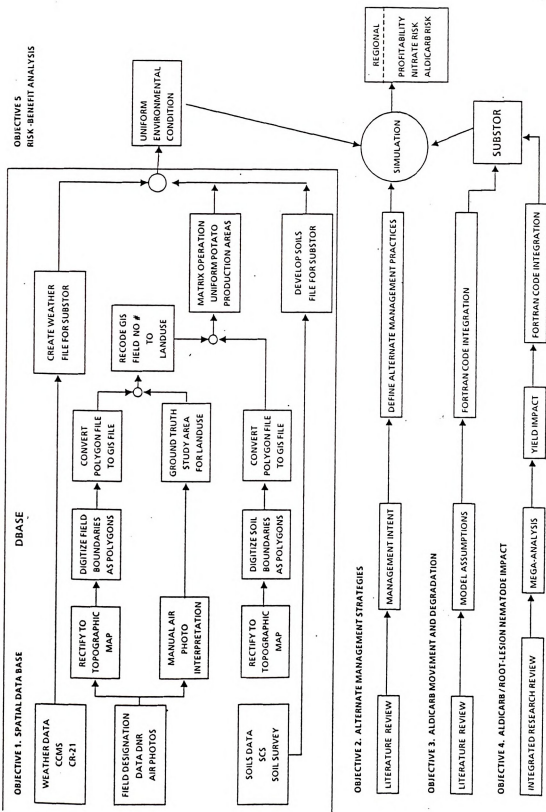 OBJECTIVE 1. SPATIAL DATA BASE
DBASE
OBJECTIVE 5
RISK -BENEFIT ANALYSIS
WEATHER DATA
CCMS
CR-21
CREATE WEATHER
FILE FOR SUBSTOR
UNIFORM
ENVIRONMENTAL
CONDITION
FIELD DESIGNATION
DATA DNR
AIR PHOTOS
RECTIFY TO
TOPOGRAPHIC
MAP
DIGITIZE FIELD
BOUNDARIES
AS POLYGONS
CONVERT
POLYGON FILE
TO GIS FILE
RECODE GIS
FIELD NO #
TO
LANDUSE
MANUAL AIR
PHOTO
INTERPRETATION
GROUND TRUTH
STUDY AREA
FOR LANDUSE
MATRIX OPERATION
UNIFORM POTATO
PRODUCTION AREAS
RECTIFY TO
TOPOGRAPHIC
MAP
DIGITIZE SOIL
BOUNDARIES
AS POLYGONS
CONVERT
POLYGON FILE
TO GIS FILE
SOILS DATA
SCS
SOIL SURVEY
DEVELOP SOILS
FILE FOR SUBSTOR
OBJECTIVE 2. ALTERNATE MANAGEMENT STRATEGIES
LITERATURE REVIEW
MANAGEMENT INTENT
DEFINE ALTERNATE MANAGEMENT PRACTICES
SIMULATION
REGIONAL
PROFITABILITY
NITRATE RISK
ALDICARB RISK
OBJECTIVE 3. ALDICARB MOVEMENT AND DEGRADATION
LITERATURE REVIEW
MODEL ASSUMPTIONS
FORTRAN CODE INTEGRATION
SUBSTOR
OBJECTIVE 4. ALDICARB / ROOT-LESION NEMATODE IMPACT
INTEGRATED RESEARCH REVIEW
MEGA-ANALYSIS
YIELD IMPACT
FORTRAN CODE INTEGRATION